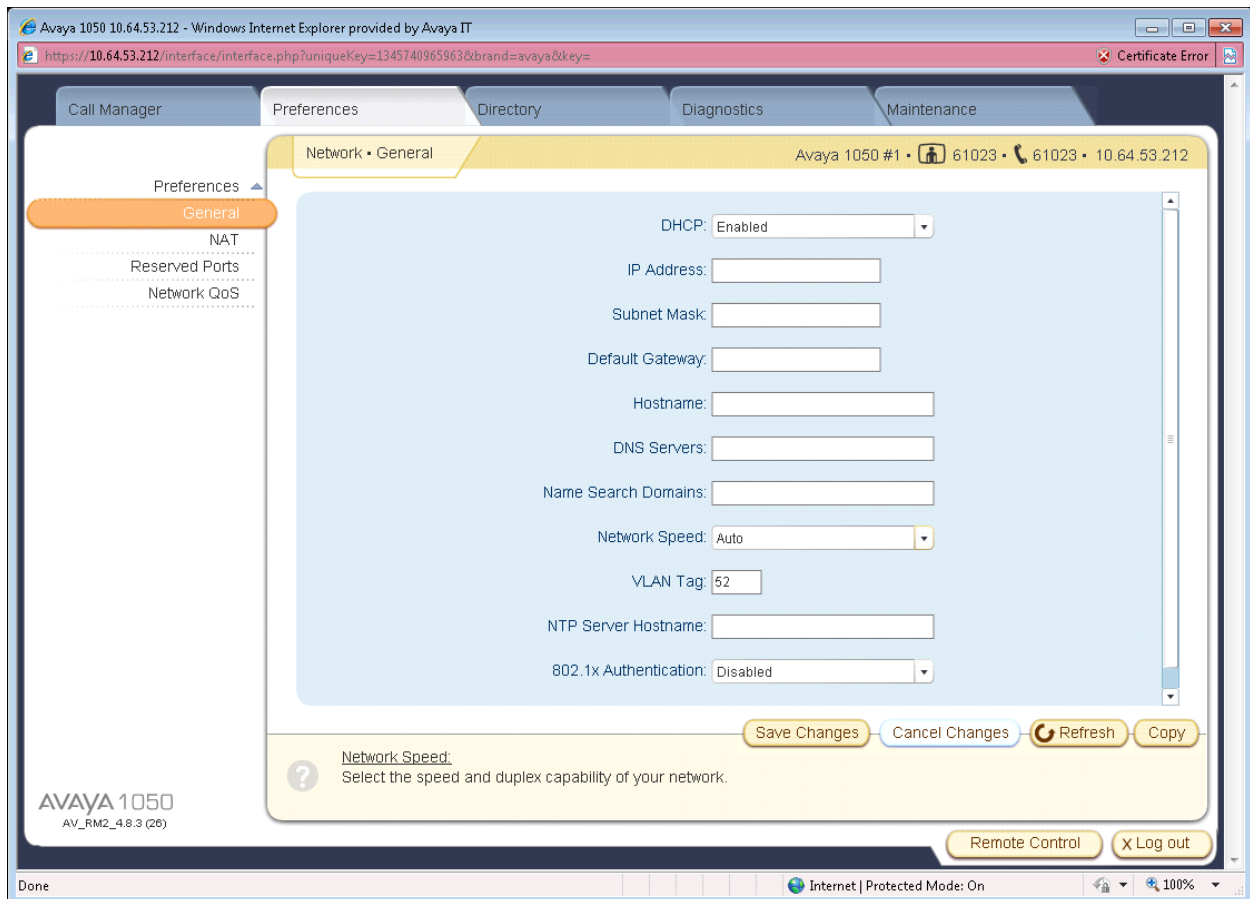 Avaya 1050 10.64.53.212 - Windows Internet Explorer provided by Avaya IT
https://10.64.53.212/interface/interface.php?uniqueKey=1345740965963&brand=avaya&key=
Certificate Error
Call Manager
Preferences
Directory
Diagnostics
Maintenance
Network • General
Avaya 1050 #1 • 61023 • 61023 • 10.64.53.212
Preferences
General
NAT
Reserved Ports
Network QoS
DHCP: Enabled
IP Address:
Subnet Mask:
Default Gateway:
Hostname:
DNS Servers:
Name Search Domains:
Network Speed: Auto
VLAN Tag: 52
NTP Server Hostname:
802.1x Authentication: Disabled
Save Changes
Cancel Changes
Refresh
Copy
Network Speed:
Select the speed and duplex capability of your network.
AVAYA 1050
AV_RM2_4.8.3 (26)
Remote Control
X Log out
Done
Internet | Protected Mode: On
100%